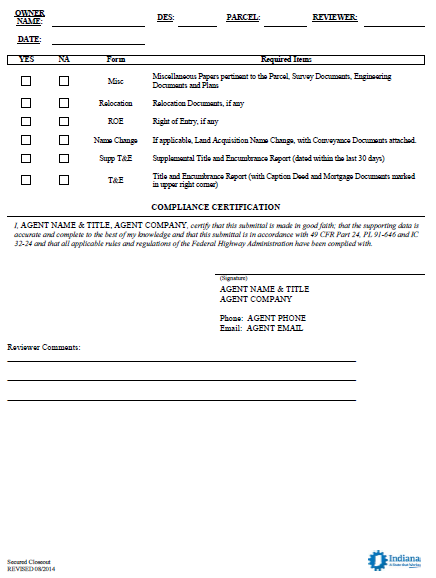 OWNER
NAME: DES: PARCEL: REVIEWER:
DATE:
YES NA Form Required Items
Misc Miscellaneous Papers pertinent to the Parcel, Survey Documents, Engineering
Documents and Plans
Relocation Relocation Documents, if any
ROE Right of Entry, if any
Name Change If applicable, Land Acquisition Name Change, with Conveyance Documents attached.
Supp T&E Supplemental Title and Encumbrance Report (dated within the last 30 days)
T&E Title and Encumbrance Report (with Caption Deed and Mortgage Documents marked
in upper right corner)
COMPLIANCE CERTIFICATION
I, AGENT NAME & TITLE, AGENT COMPANY, certify that this submittal is made in good faith; that the supporting data is
accurate and complete to the best of my knowledge and that this submittal is in accordance with 49 CFR Part 24, PL 91-646 and IC
32-24 and that all applicable rules and regulations of the Federal Highway Administration have been complied with.
(Signature)
AGENT NAME & TITLE
AGENT COMPANY
Phone: AGENT PHONE
Email: AGENT EMAIL
Reviewer Comments:
Secured Closeout
REVISED 08/2014
Indiana
A State that Works